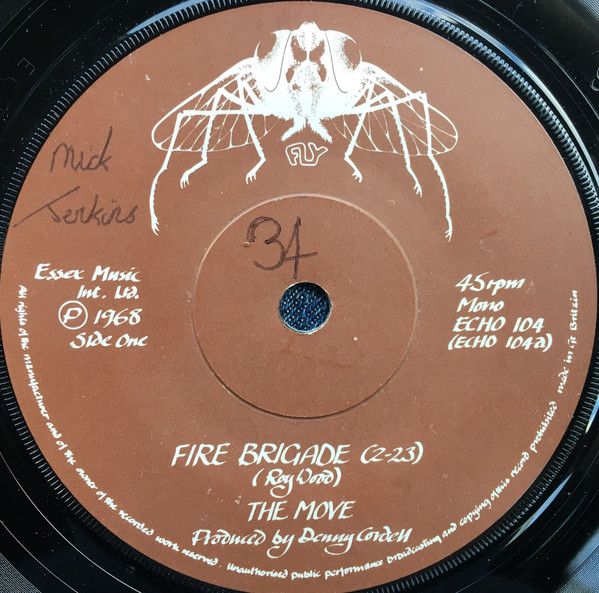 FLY
Mick
Jenkins
34
Essex Music
Int. Ltd.
Ⓟ 1968
Side One
45 rpm
Mono
ECHO 104
(ECHO 104a)
FIRE BRIGADE (2-23)
(Roy Wood)
THE MOVE
Produced by Denny Cordell
All rights of the manufacturer and of the owner of the recorded work reserved. Unauthorised public performance broadcasting and copying of this record prohibited made in Gt Britain